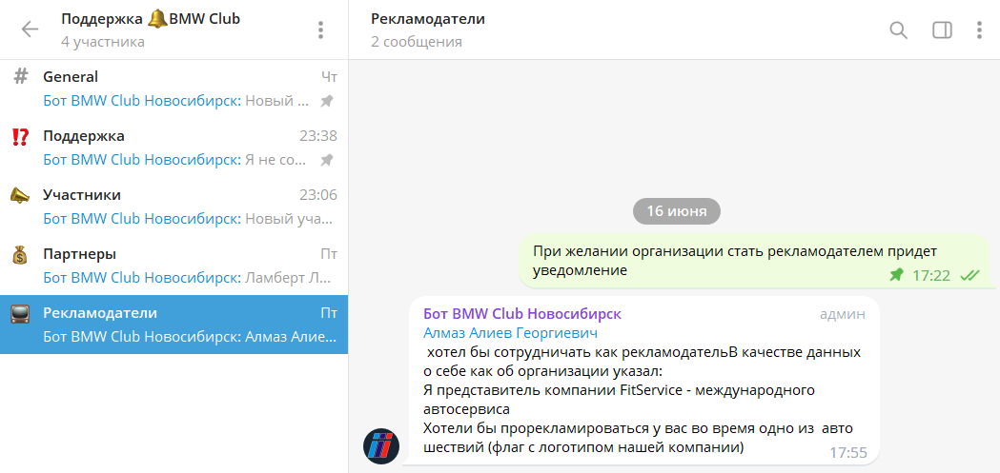 Поддержка 🔔BMW Club
4 участника
General
Чт
Бот BMW Club Новосибирск: Новый ...
Поддержка
23:38
Бот BMW Club Новосибирск: Я не со...
Участники
23:06
Бот BMW Club Новосибирск: Новый уча...
Партнеры
Пт
Бот BMW Club Новосибирск: Ламберт Л...
Рекламодатели
Пт
Бот BMW Club Новосибирск: Алмаз Алие...
Рекламодатели
2 сообщения
16 июня
При желании организации стать рекламодателем придет
уведомление
17:22
Бот BMW Club Новосибирск
админ
Алмаз Алиев Георгиевич
хотел бы сотрудничать как рекламодательВ качестве данных
о себе как об организации указал:
Я представитель компании FitService - международного
автосервиса
Хотели бы прорекламироваться у вас во время одно из  авто
шествий (флаг с логотипом нашей компании)
17:55